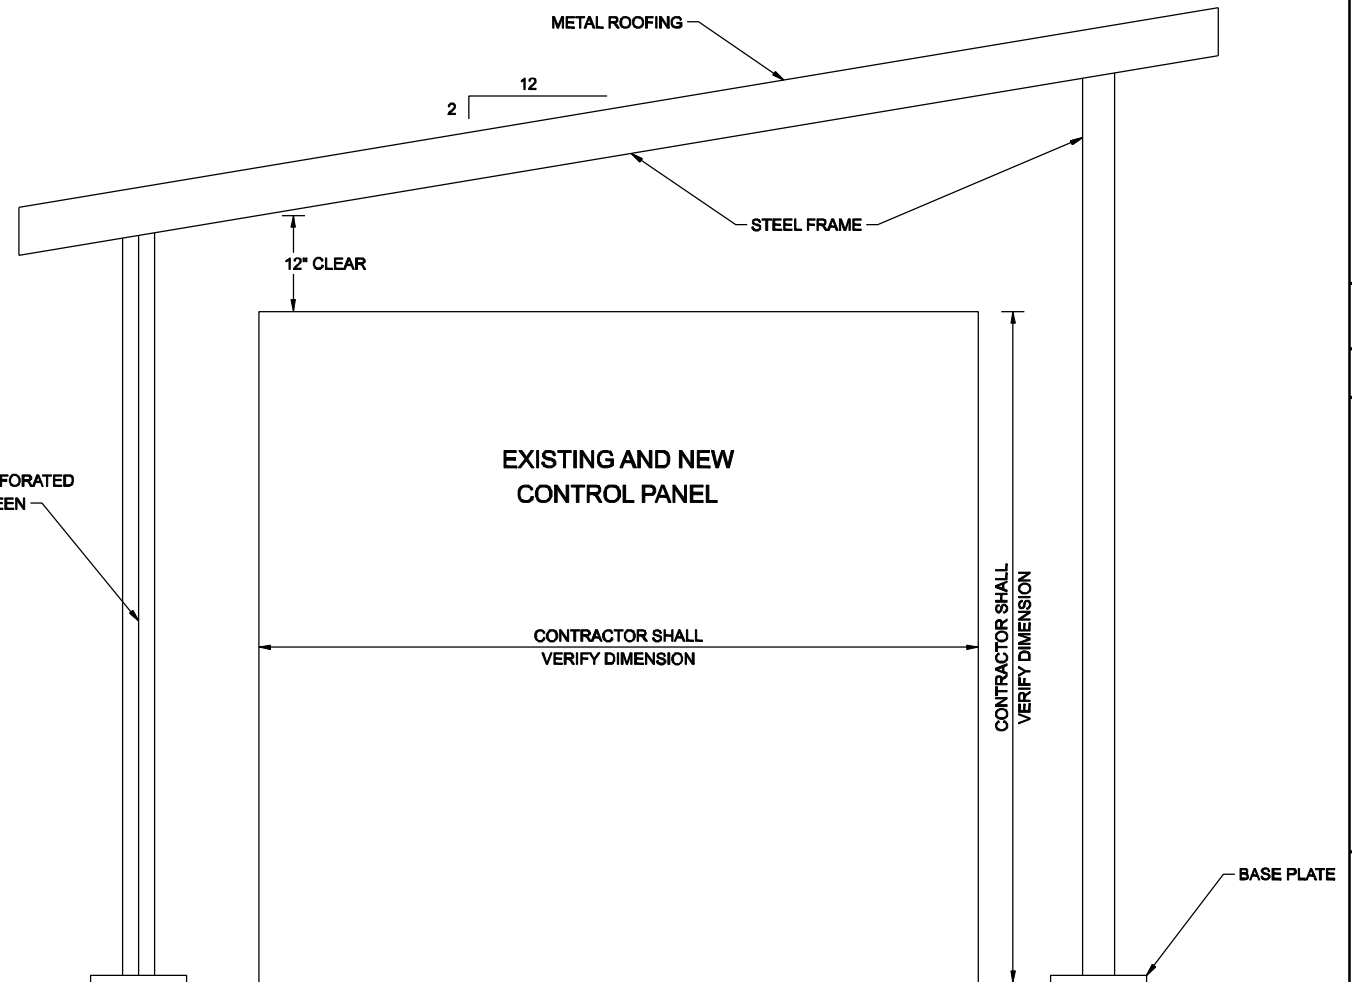 METAL ROOFING
12
2
STEEL FRAME
12" CLEAR
EXISTING AND NEW
CONTROL PANEL
FORATED
EEN
CONTRACTOR SHALL
VERIFY DIMENSION
CONTRACTOR SHALL
VERIFY DIMENSION
BASE PLATE